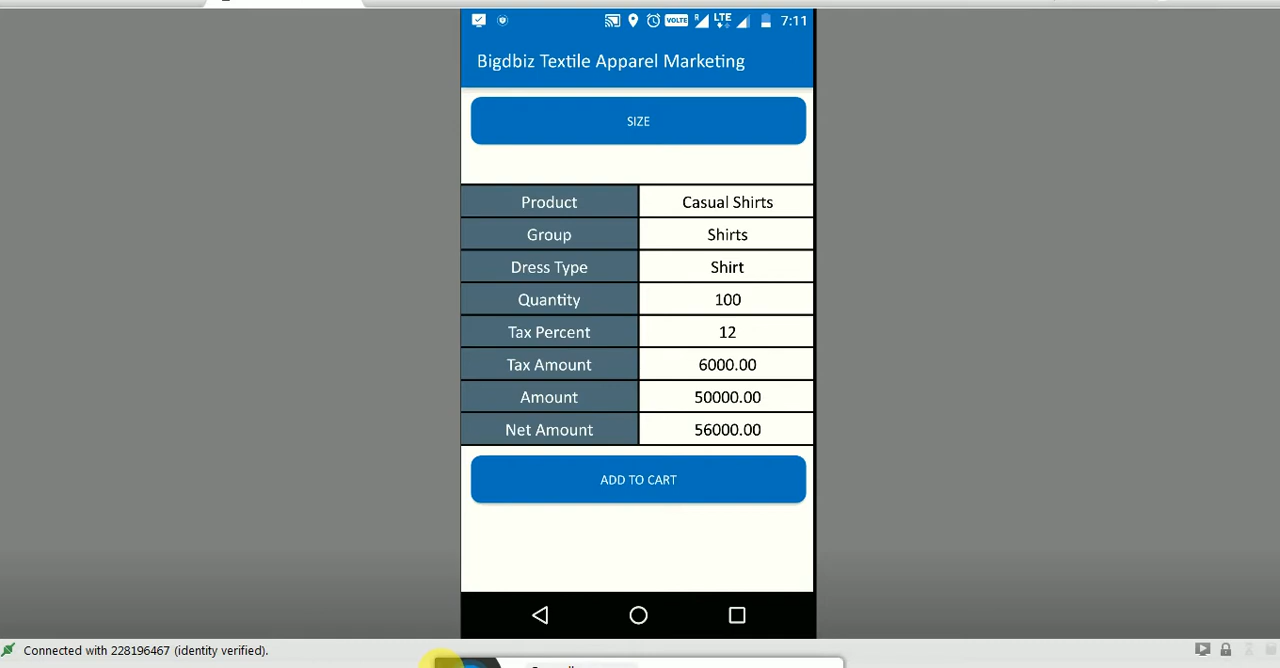 VOLTE R LTE 7:11
Bigdbiz Textile Apparel Marketing
SIZE
Product Casual Shirts
Group Shirts
Dress Type Shirt
Quantity 100
Tax Percent 12
Tax Amount 6000.00
Amount 50000.00
Net Amount 56000.00
ADD TO CART
Connected with 228196467 (identity verified).